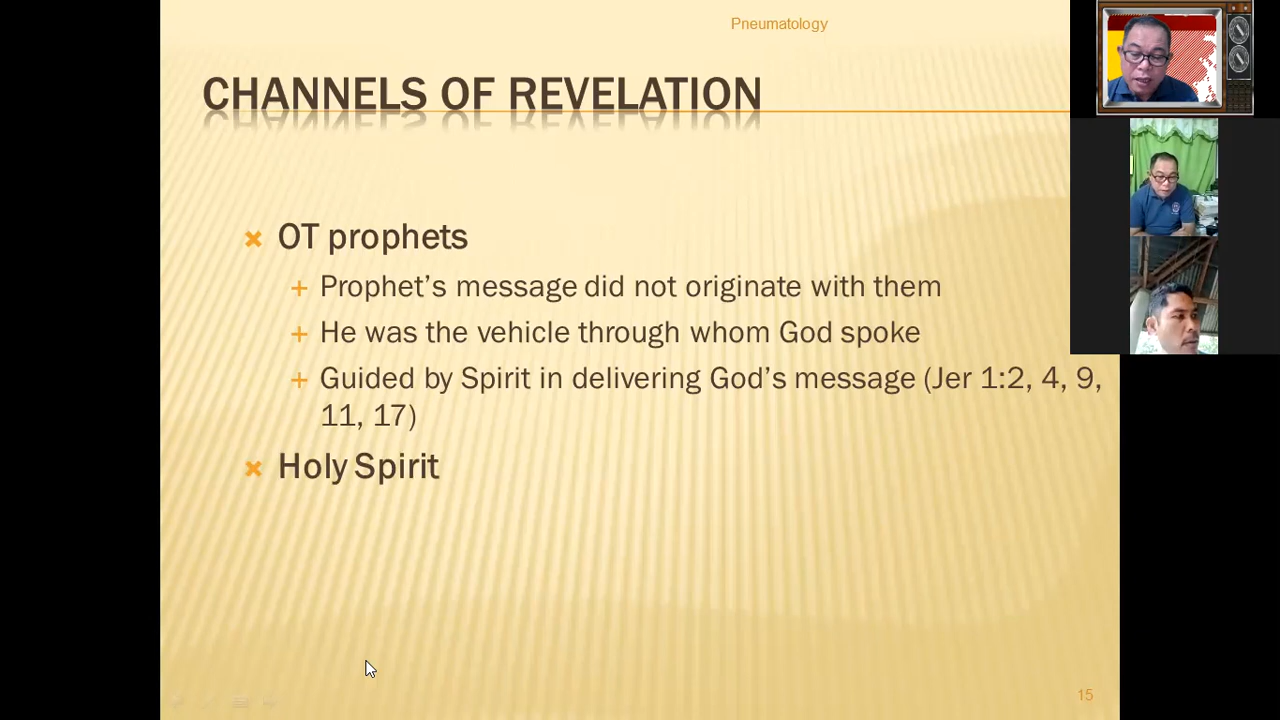 Pneumatology
CHANNELS OF REVELATION
OT prophets
Prophet’s message did not originate with them
He was the vehicle through whom God spoke
Guided by Spirit in delivering God’s message (Jer 1:2, 4, 9,
11, 17)
Holy Spirit
15